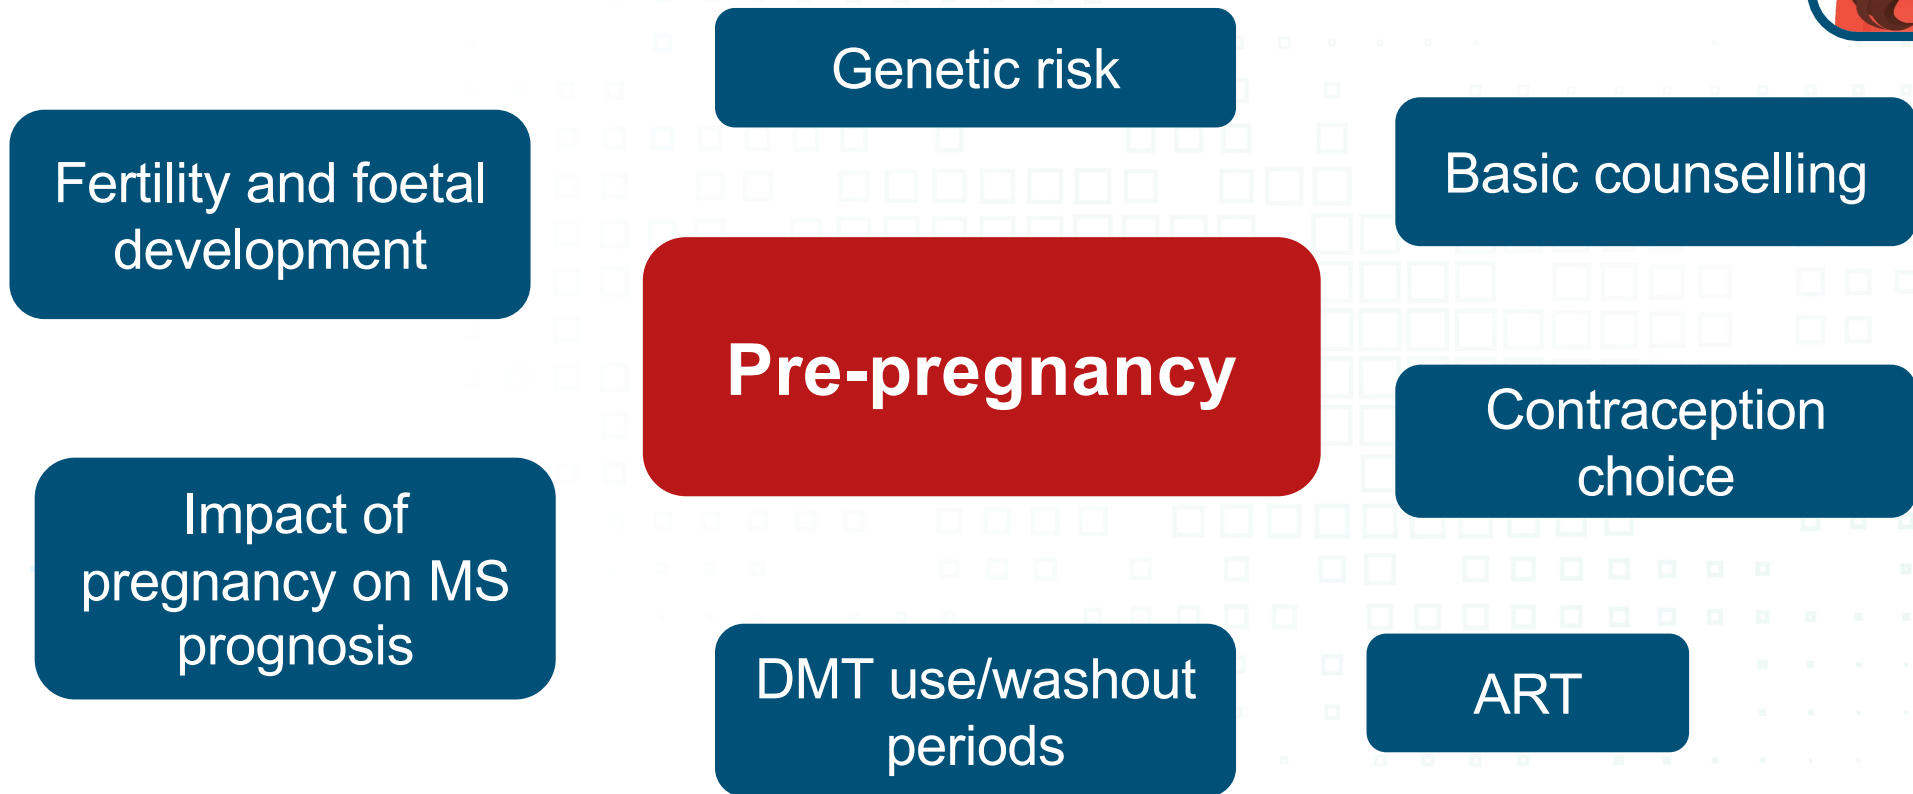 Genetic risk
Fertility and foetal
development
Basic counselling
Pre-pregnancy
Contraception
choice
Impact of
pregnancy on MS
prognosis
DMT use/washout
periods
ART